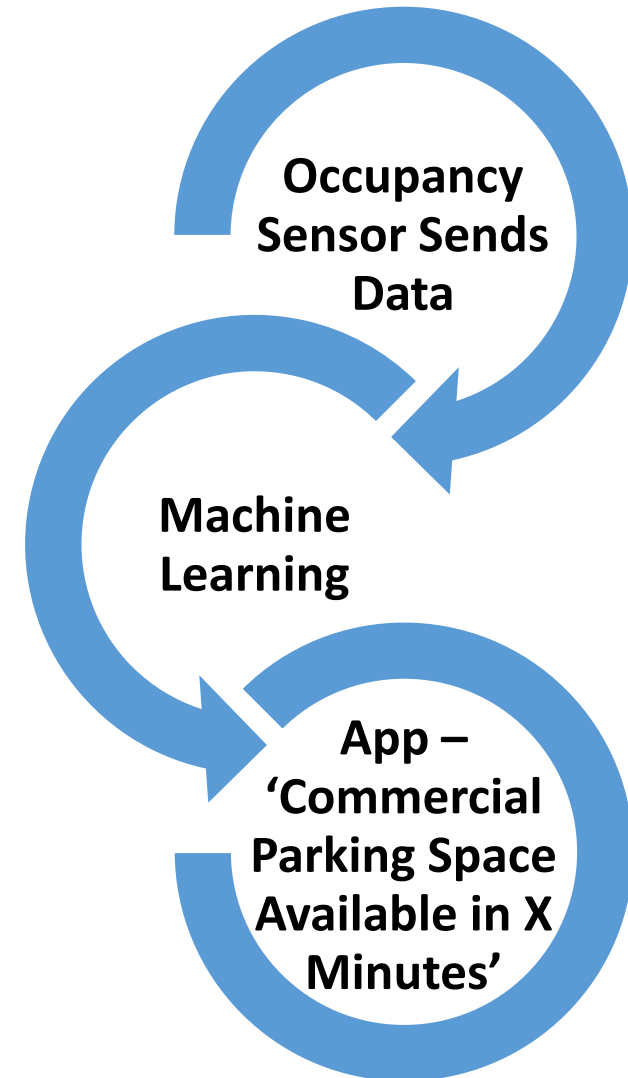 Occupancy
Sensor Sends
Data
Machine
Learning
App –
‘Commercial
Parking Space
Available in X
Minutes’